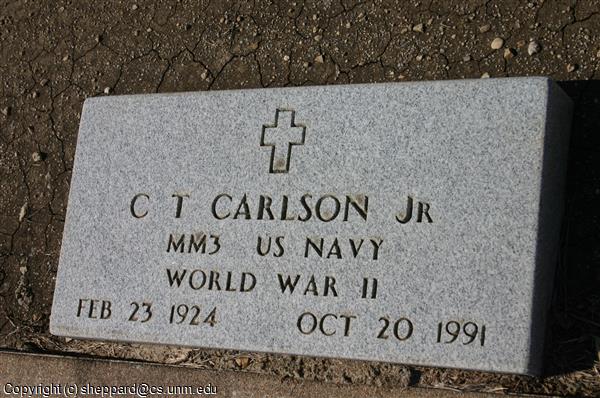 C T CARLSON JR
MM3 US NAVY
WORLD WAR II
FEB 23 1924 OCT 20 1991
Copyright (c) sheppard@cs.unm.edu